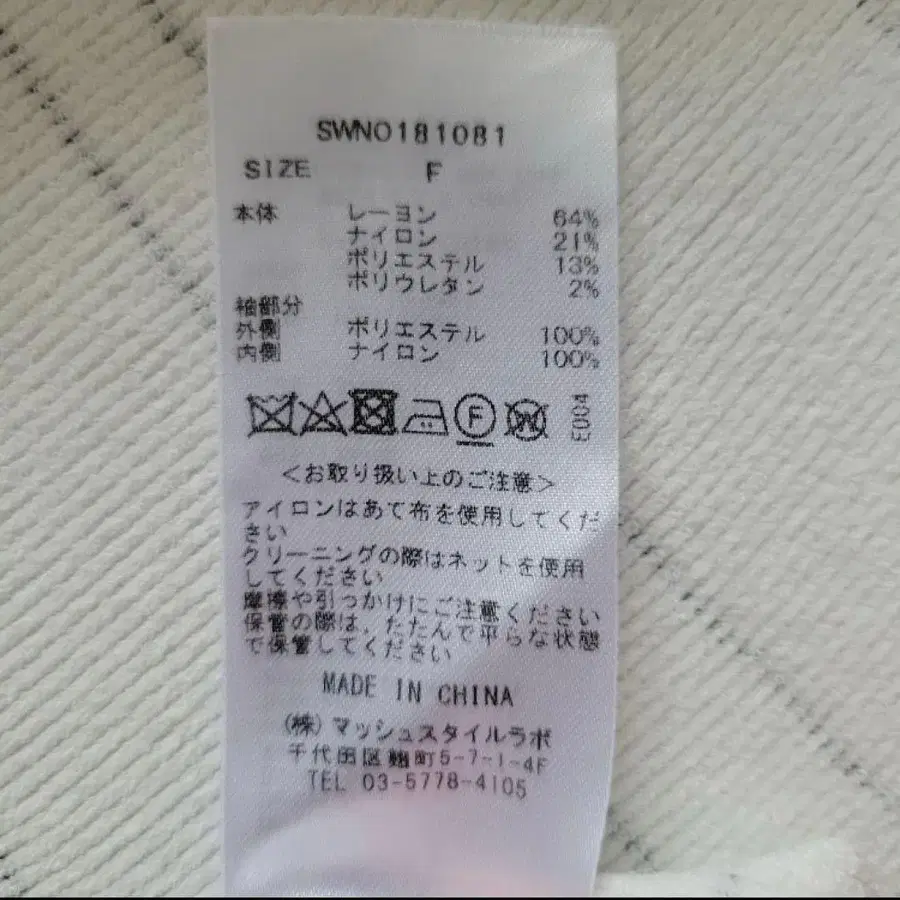 SWNO181081
SIZE F
本体 レーヨン 64%
ナイロン 21%
ポリエステル 13%
ポリウレタン 2%
袖部分
外側 ポリエステル 100%
内側 ナイロン 100%
F W E004
<お取り扱い上のご注意>
アイロンはあて布を使用してくだ
さい
クリーニングの際はネットを使用
してください
摩擦や引っかけにご注意ください
保管の際は、たたんで平らな状態
で保管してください
MADE IN CHINA
(株)マッシュスタイルラボ
千代田区麹町5-7-1-4F
TEL 03-5778-4105